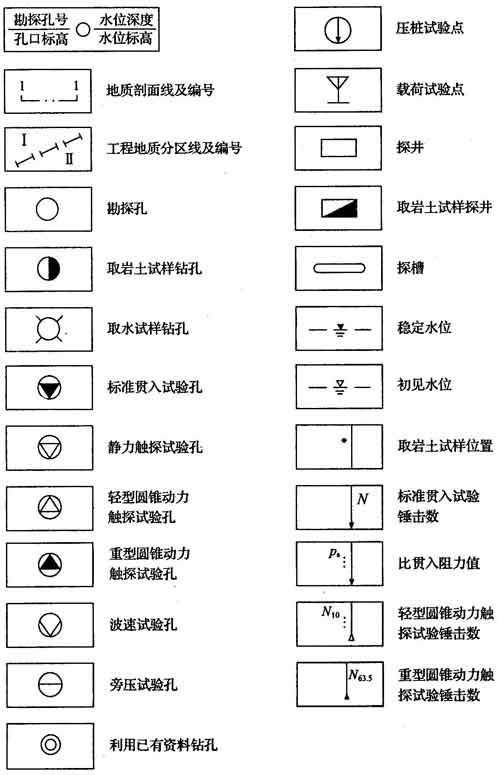 勘探孔号 水位深度
孔口标高 水位标高
1 1
地质剖面线及编号
Ⅰ
Ⅱ
工程地质分区线及编号
勘探孔
取岩土试样钻孔
取水试样钻孔
标准贯入试验孔
静力触探试验孔
轻型圆锥动力
触探试验孔
重型圆锥动力
触探试验孔
波速试验孔
旁压试验孔
利用已有资料钻孔
压桩试验点
载荷试验点
探井
取岩土试样探井
探槽
稳定水位
初见水位
取岩土试样位置
N
标准贯入试验
锤击数
ps
比贯入阻力值
N10
轻型圆锥动力触
探试验锤击数
N63.5
重型圆锥动力触
探试验锤击数